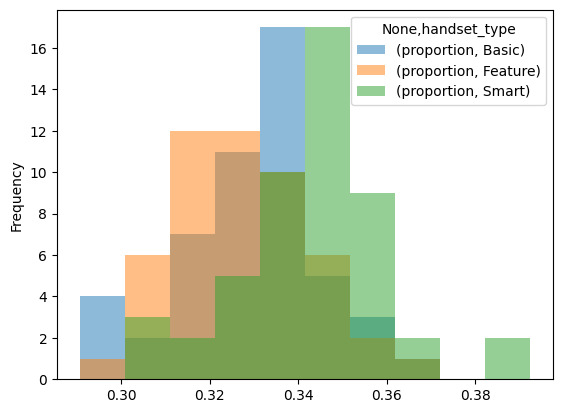 None,handset_type
(proportion, Basic)
(proportion, Feature)
(proportion, Smart)
Frequency
16
14
12
10
8
6
4
2
0
0.30 0.32 0.34 0.36 0.38